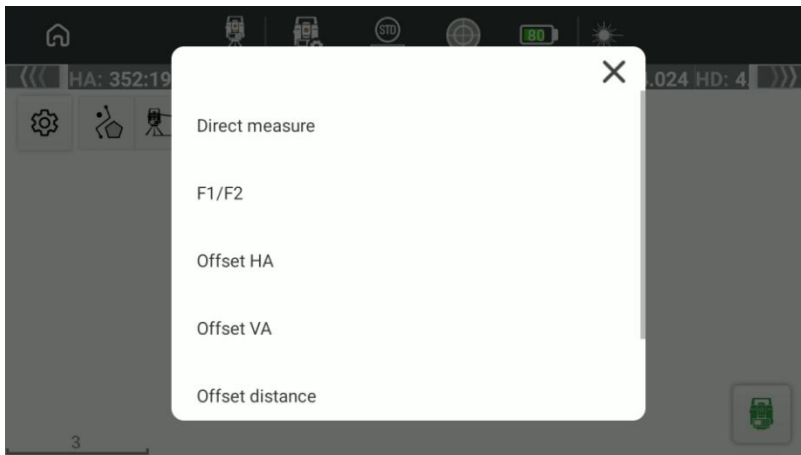 STD
80
HA: 352:19
.024 HD: 4
Direct measure
F1/F2
Offset HA
Offset VA
Offset distance
3